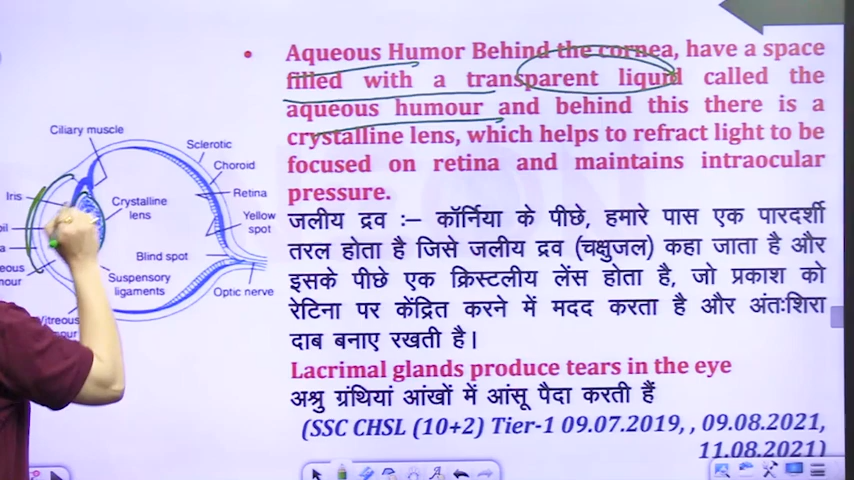 Aqueous Humor Behind the cornea, have a space
filled with a transparent liquid called the
aqueous humour and behind this there is a
crystalline lens, which helps to refract light to be
focused on retina and maintains intraocular
pressure.
जलीय द्रव :– कॉर्निया के पीछे, हमारे पास एक पारदर्शी
तरल होता है जिसे जलीय द्रव (चक्षुजल) कहा जाता है और
इसके पीछे एक क्रिस्टलीय लेंस होता है, जो प्रकाश को
रेटिना पर केंद्रित करने में मदद करता है और अंतःशिरा
दाब बनाए रखती है।
Lacrimal glands produce tears in the eye
अश्रु ग्रंथियां आंखों में आंसू पैदा करती हैं
(SSC CHSL (10+2) Tier-1 09.07.2019, , 09.08.2021,
11.08.2021)
Ciliary muscle
Sclerotic
Choroid
Iris
Retina
Crystalline
lens
Yellow
spot
Blind spot
Suspensory
ligaments
Optic nerve
Vitreous